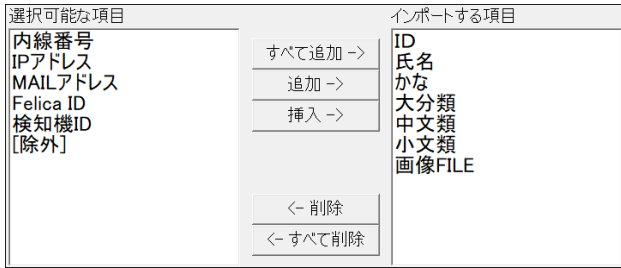 選択可能な項目
内線番号
IPアドレス
MAILアドレス
Felica ID
検知機ID
[除外]
すべて追加 ->
追加 ->
挿入 ->
<- 削除
<- すべて削除
インポートする項目
ID
氏名
かな
大分類
中文類
小文類
画像FILE